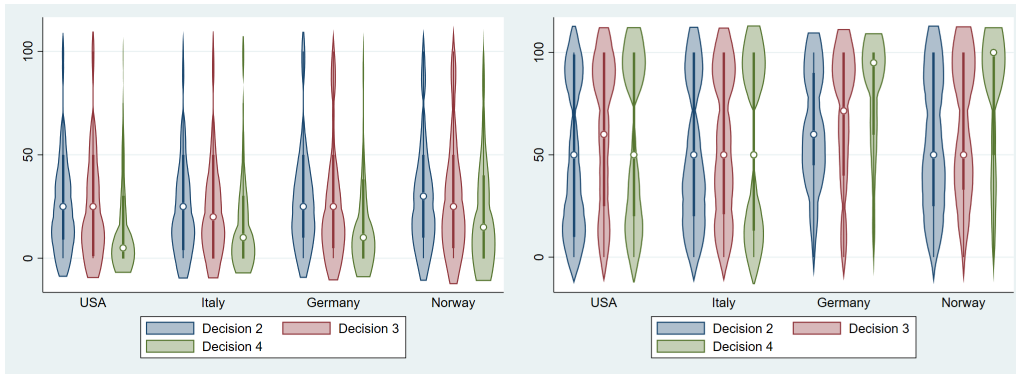 100
50
0
USA Italy Germany Norway
Decision 2 Decision 3
Decision 4
100
50
0
USA Italy Germany Norway
Decision 2 Decision 3
Decision 4